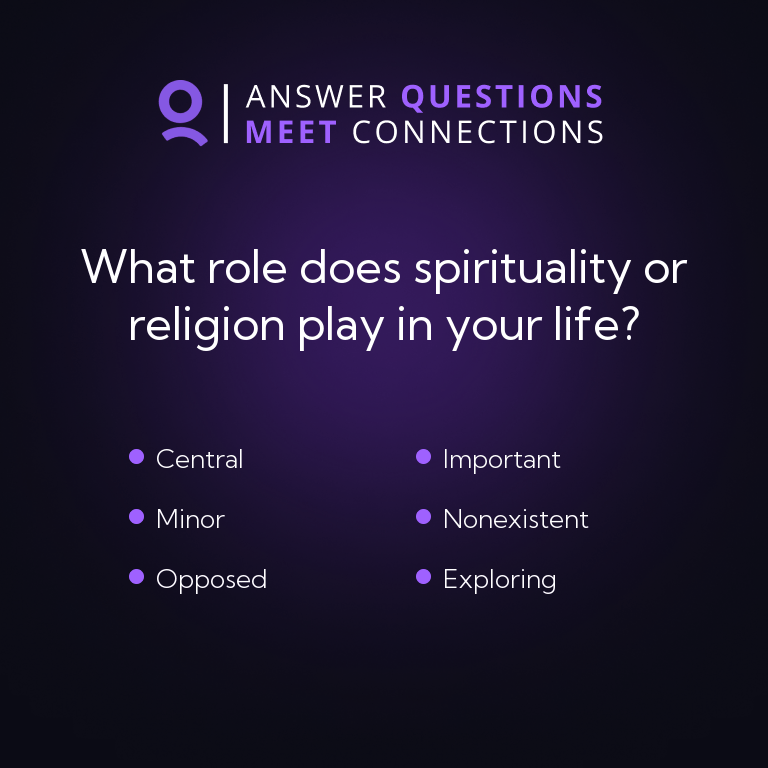 ANSWER QUESTIONS
MEET CONNECTIONS
What role does spirituality or
religion play in your life?
Central
Important
Minor
Nonexistent
Opposed
Exploring